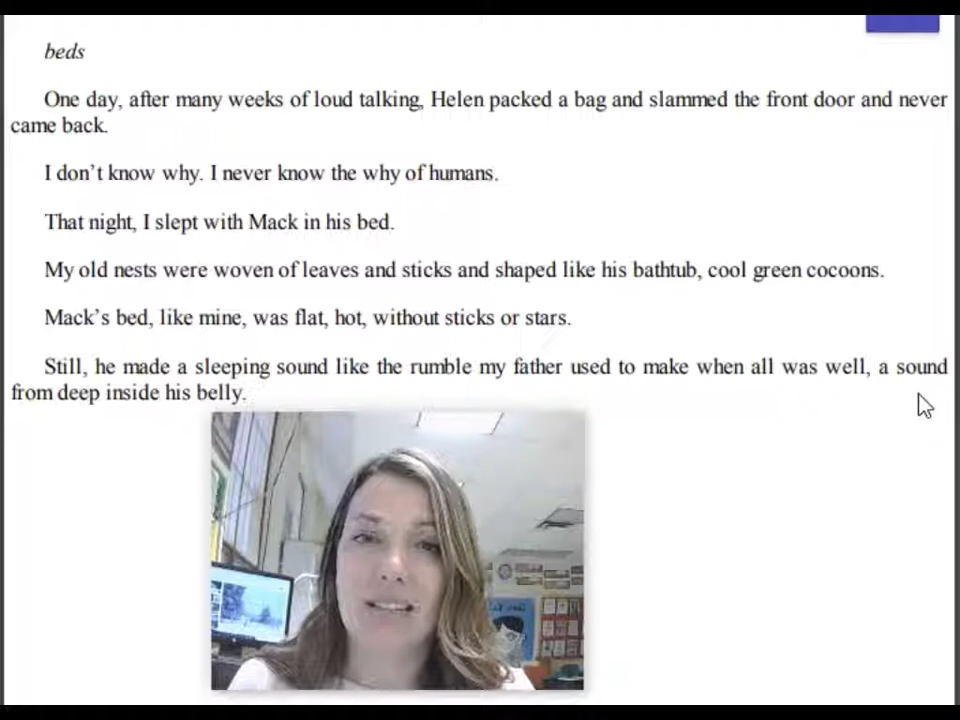 beds
One day, after many weeks of loud talking, Helen packed a bag and slammed the front door and never
came back.
I don’t know why. I never know the why of humans.
That night, I slept with Mack in his bed.
My old nests were woven of leaves and sticks and shaped like his bathtub, cool green cocoons.
Mack’s bed, like mine, was flat, hot, without sticks or stars.
Still, he made a sleeping sound like the rumble my father used to make when all was well, a sound
from deep inside his belly.